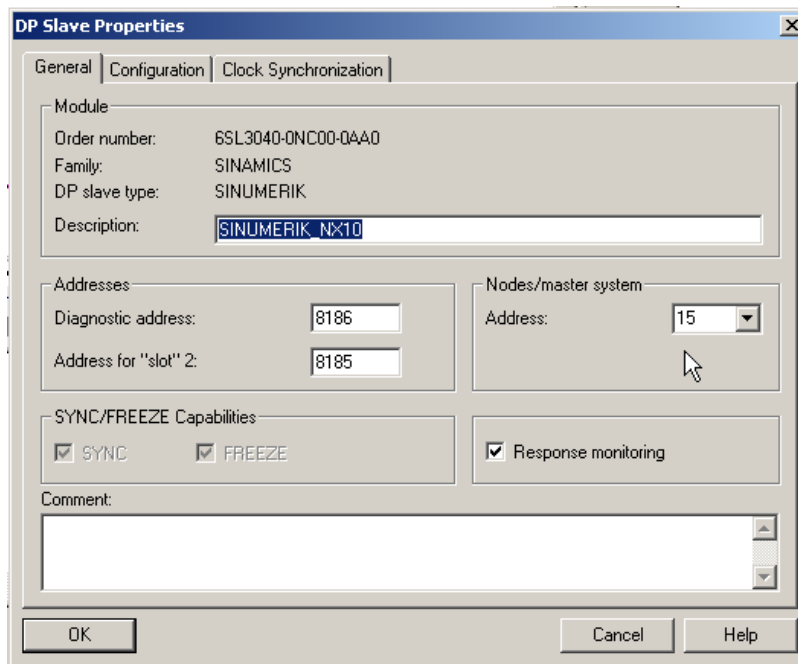 DP Slave Properties
General Configuration Clock Synchronization
Module
Order number: 6SL3040-0NC00-0AA0
Family: SINAMICS
DP slave type: SINUMERIK
Description: SINUMERIK_NX10
Addresses
Diagnostic address: 8186
Address for "slot" 2: 8185
Nodes/master system
Address: 15
SYNC/FREEZE Capabilities
SYNC FREEZE
Response monitoring
Comment:
OK Cancel Help